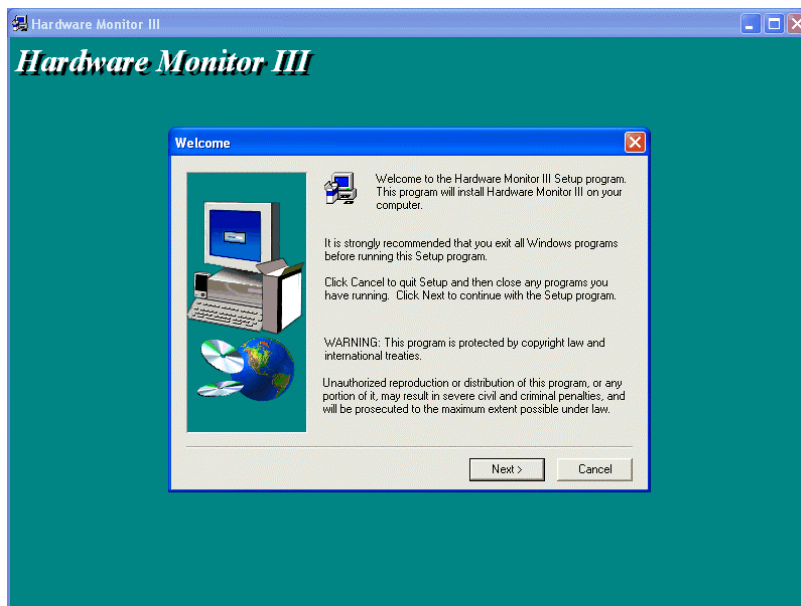 Hardware Monitor III
Hardware Monitor III
Welcome
Welcome to the Hardware Monitor III Setup program.
This program will install Hardware Monitor III on your
computer.
It is strongly recommended that you exit all Windows programs
before running this Setup program.
Click Cancel to quit Setup and then close any programs you
have running. Click Next to continue with the Setup program.
WARNING: This program is protected by copyright law and
international treaties.
Unauthorized reproduction or distribution of this program, or any
portion of it, may result in severe civil and criminal penalties, and
will be prosecuted to the maximum extent possible under law.
Next >
Cancel